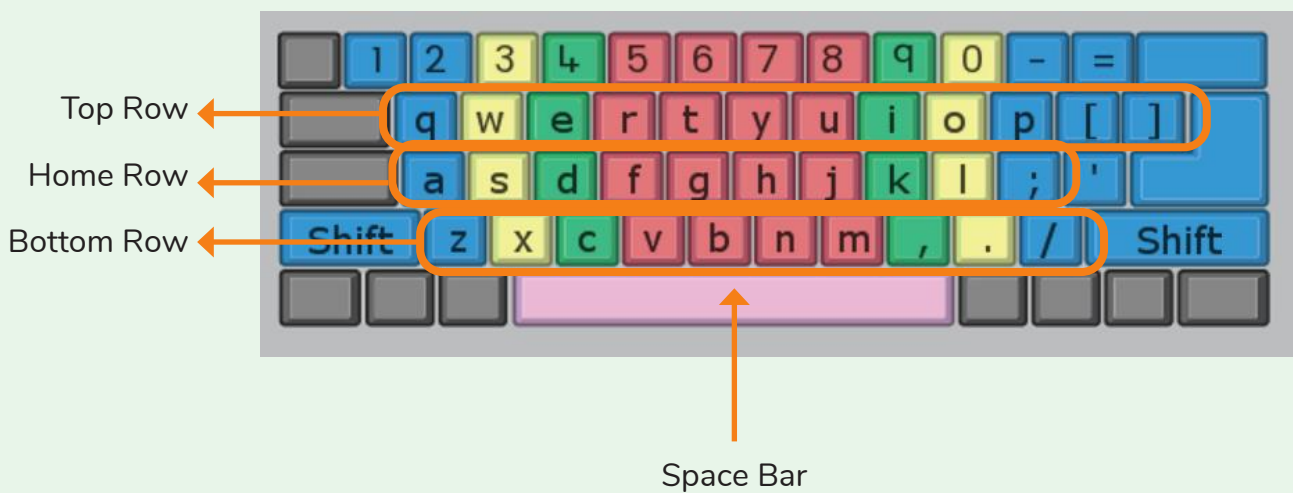 1 2 3 4 5 6 7 8 9 0 - =
Top Row
q w e r t y u i o p [ ]
Home Row
a s d f g h j k l ; '
Bottom Row
Shift z x c v b n m , . / Shift
Space Bar